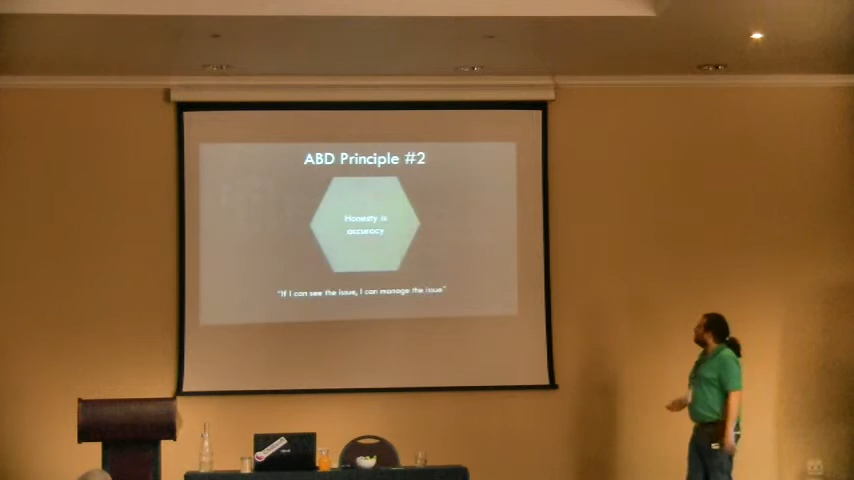 ABD Principle #2
Honesty is
accuracy
"If I can see the issue, I can manage the issue"